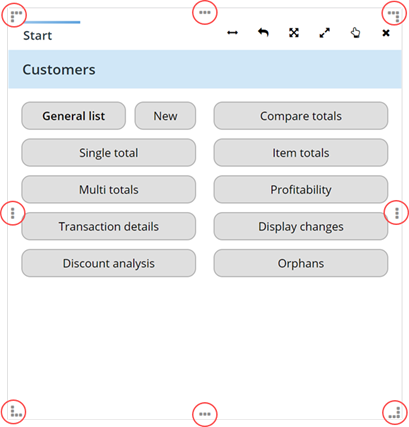 Start
Customers
General list New Compare totals
Single total Item totals
Multi totals Profitability
Transaction details Display changes
Discount analysis Orphans